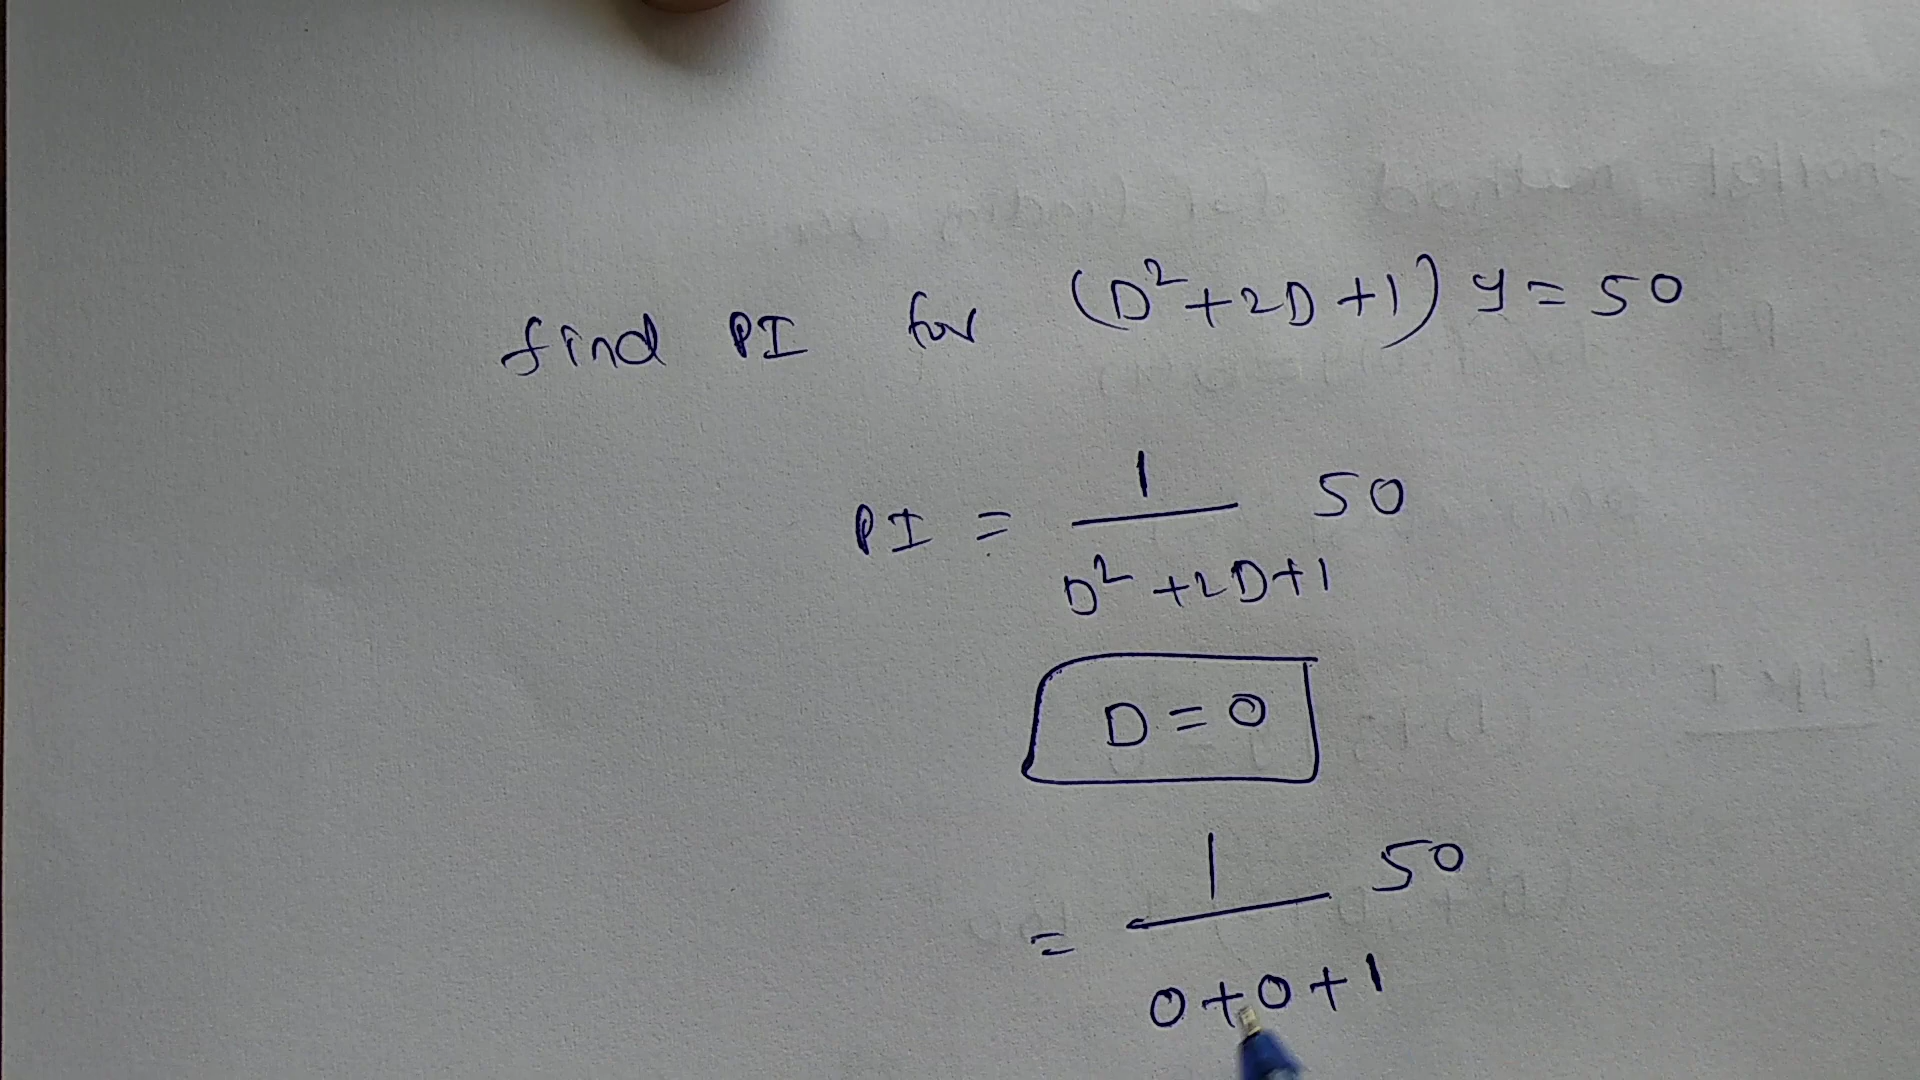 find PI for (D²+2D+1) y = 50
PI = 1/(D²+2D+1) 50
D=0
= 1/(0+0+1) 50